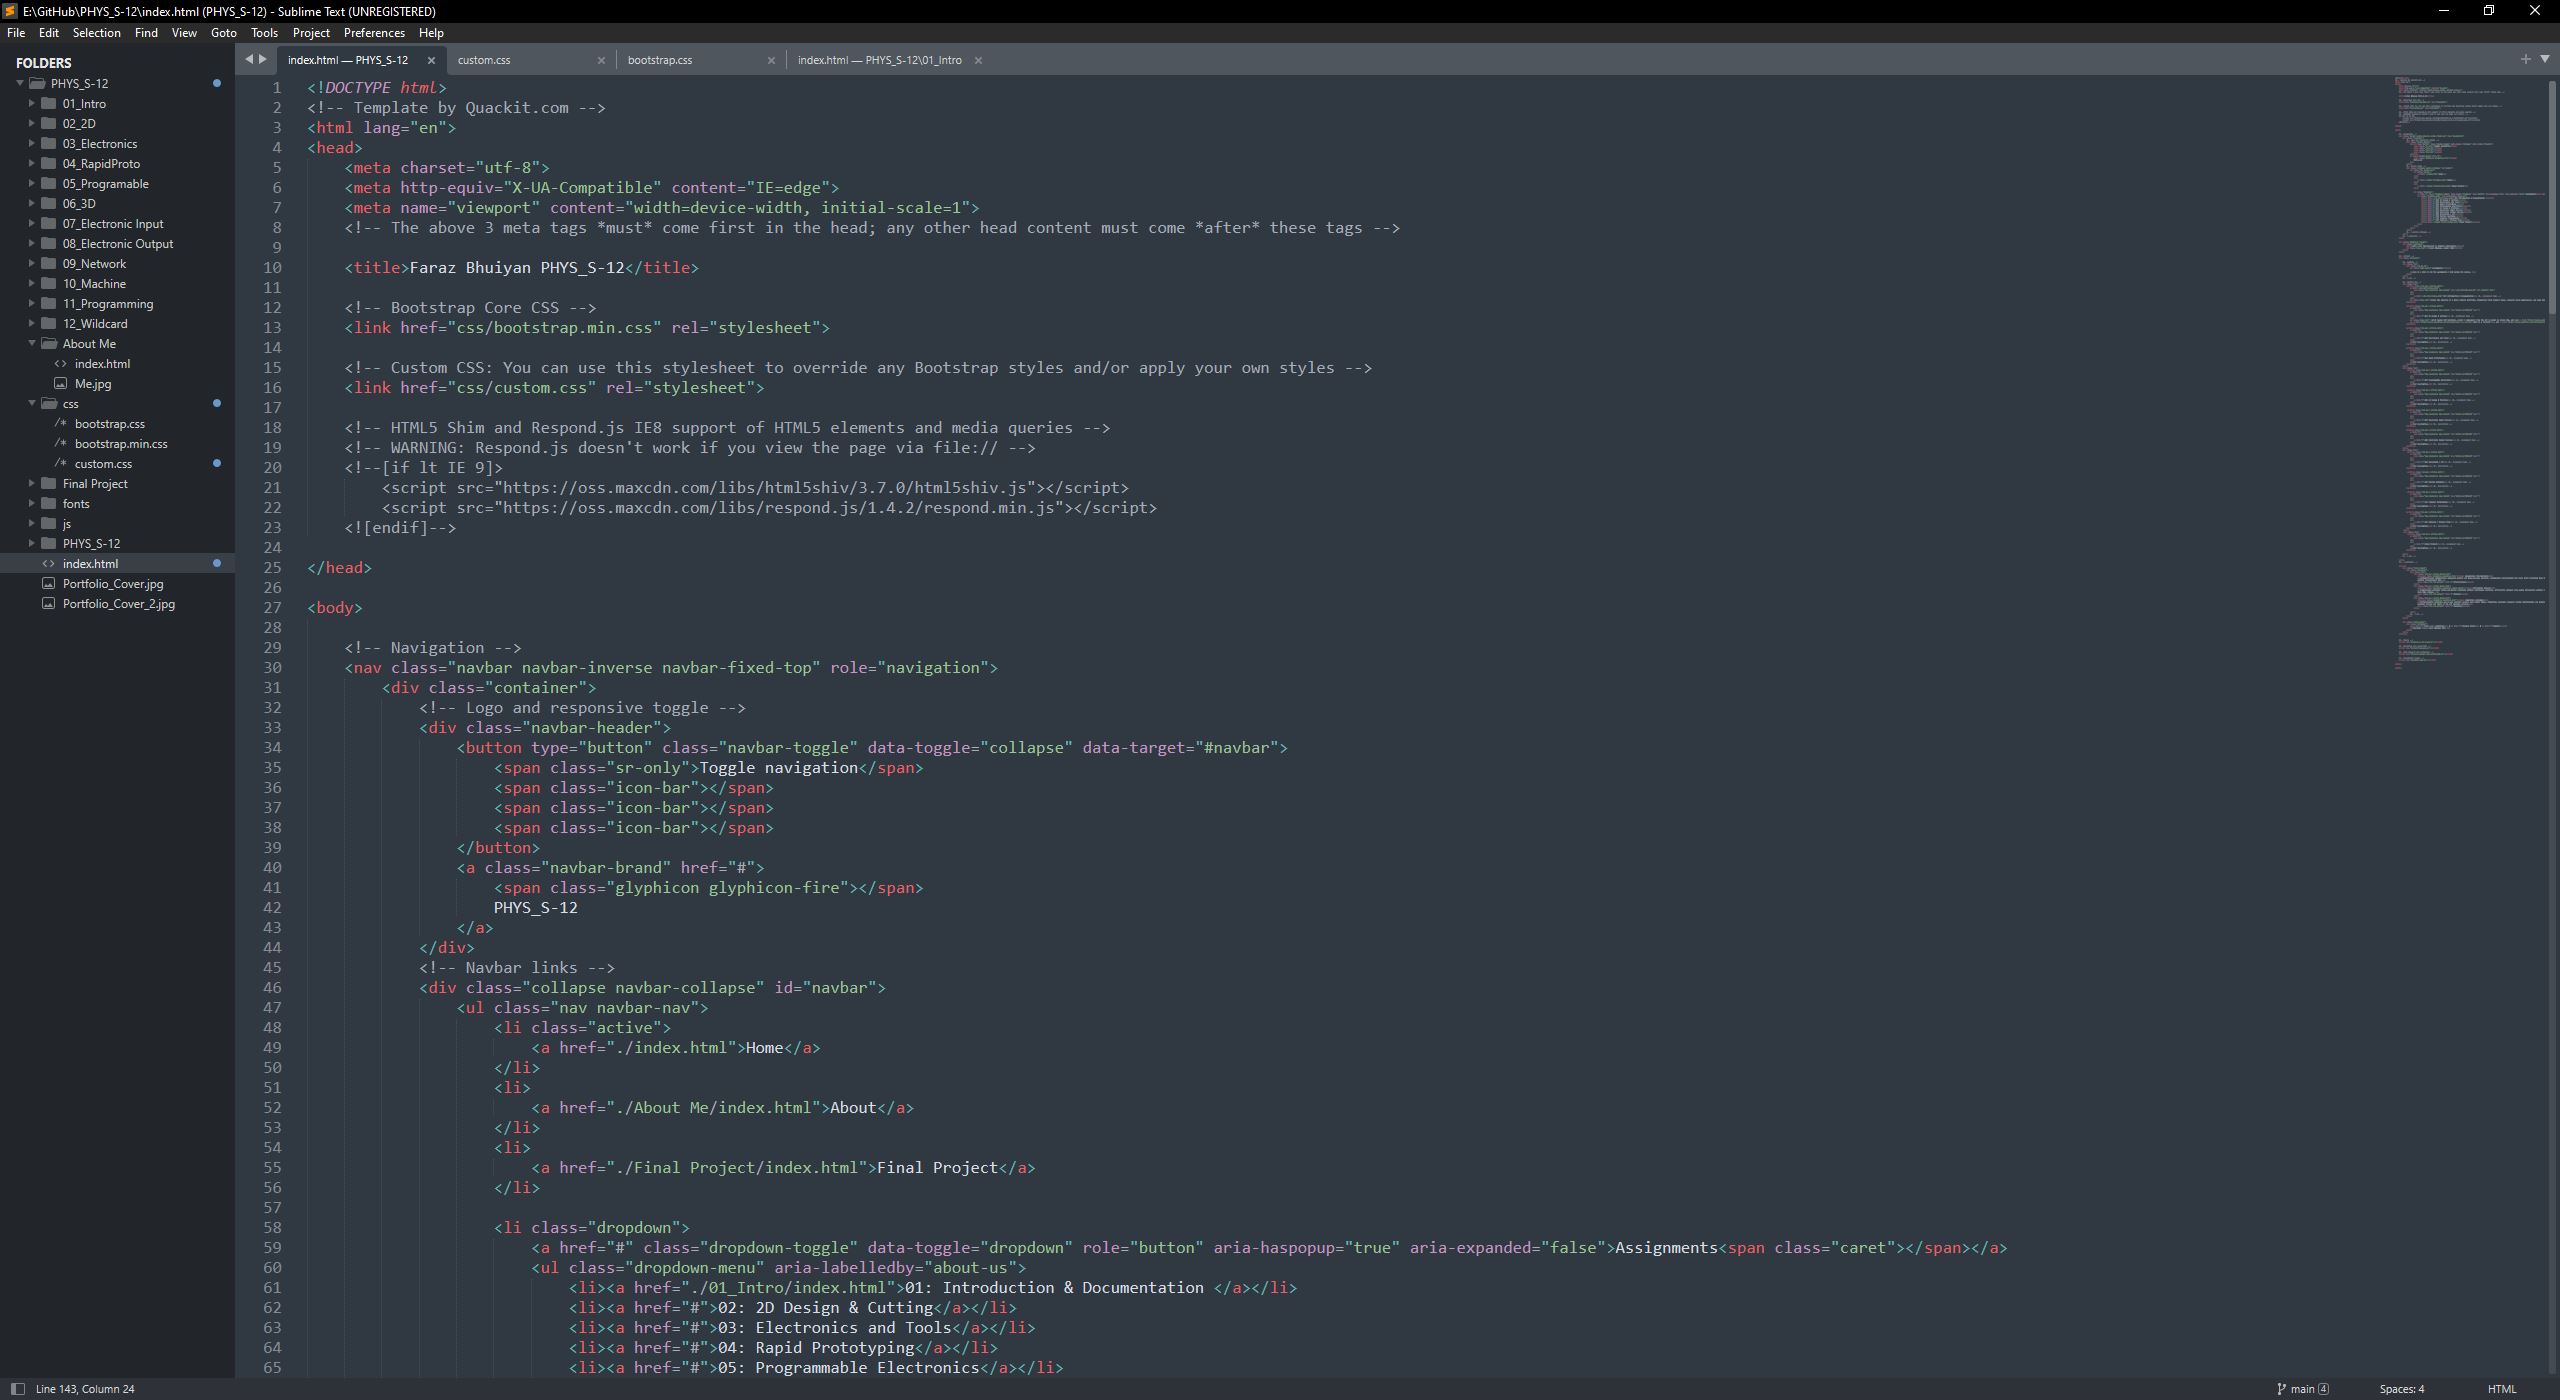 E:\GitHub\PHYS_S-12\index.html (PHYS_S-12) - Sublime Text (UNREGISTERED)
File Edit Selection Find View Goto Tools Project Preferences Help
FOLDERS
PHYS_S-12
01_Intro
02_2D
03_Electronics
04_RapidProto
05_Programable
06_3D
07_Electronic Input
08_Electronic Output
09_Network
10_Machine
11_Programming
12_Wildcard
About Me
<> index.html
Me.jpg
css
/* bootstrap.css
/* bootstrap.min.css
/* custom.css
Final Project
fonts
js
PHYS_S-12
<> index.html
Portfolio_Cover.jpg
Portfolio_Cover_2.jpg
index.html — PHYS_S-12 × custom.css × bootstrap.css × index.html — PHYS_S-12\01_Intro ×
1 <!DOCTYPE html>
2 <!-- Template by Quackit.com -->
3 <html lang="en">
4 <head>
5 <meta charset="utf-8">
6 <meta http-equiv="X-UA-Compatible" content="IE=edge">
7 <meta name="viewport" content="width=device-width, initial-scale=1">
8 <!-- The above 3 meta tags *must* come first in the head; any other head content must come *after* these tags -->
9
10 <title>Faraz Bhuiyan PHYS_S-12</title>
11
12 <!-- Bootstrap Core CSS -->
13 <link href="css/bootstrap.min.css" rel="stylesheet">
14
15 <!-- Custom CSS: You can use this stylesheet to override any Bootstrap styles and/or apply your own styles -->
16 <link href="css/custom.css" rel="stylesheet">
17
18 <!-- HTML5 Shim and Respond.js IE8 support of HTML5 elements and media queries -->
19 <!-- WARNING: Respond.js doesn't work if you view the page via file:// -->
20 <!--[if lt IE 9]>
21 <script src="https://oss.maxcdn.com/libs/html5shiv/3.7.0/html5shiv.js"></script>
22 <script src="https://oss.maxcdn.com/libs/respond.js/1.4.2/respond.min.js"></script>
23 <![endif]-->
24
25 </head>
26
27 <body>
28
29 <!-- Navigation -->
30 <nav class="navbar navbar-inverse navbar-fixed-top" role="navigation">
31 <div class="container">
32 <!-- Logo and responsive toggle -->
33 <div class="navbar-header">
34 <button type="button" class="navbar-toggle" data-toggle="collapse" data-target="#navbar">
35 <span class="sr-only">Toggle navigation</span>
36 <span class="icon-bar"></span>
37 <span class="icon-bar"></span>
38 <span class="icon-bar"></span>
39 </button>
40 <a class="navbar-brand" href="#">
41 <span class="glyphicon glyphicon-fire"></span>
42 PHYS_S-12
43 </a>
44 </div>
45 <!-- Navbar links -->
46 <div class="collapse navbar-collapse" id="navbar">
47 <ul class="nav navbar-nav">
48 <li class="active">
49 <a href="./index.html">Home</a>
50 </li>
51 <li>
52 <a href="./About Me/index.html">About</a>
53 </li>
54 <li>
55 <a href="./Final Project/index.html">Final Project</a>
56 </li>
57
58 <li class="dropdown">
59 <a href="#" class="dropdown-toggle" data-toggle="dropdown" role="button" aria-haspopup="true" aria-expanded="false">Assignments<span class="caret"></span></a>
60 <ul class="dropdown-menu" aria-labelledby="about-us">
61 <li><a href="./01_Intro/index.html">01: Introduction & Documentation </a></li>
62 <li><a href="#">02: 2D Design & Cutting</a></li>
63 <li><a href="#">03: Electronics and Tools</a></li>
64 <li><a href="#">04: Rapid Prototyping</a></li>
65 <li><a href="#">05: Programmable Electronics</a></li>
Line 143, Column 24 main 4 Spaces: 4 HTML